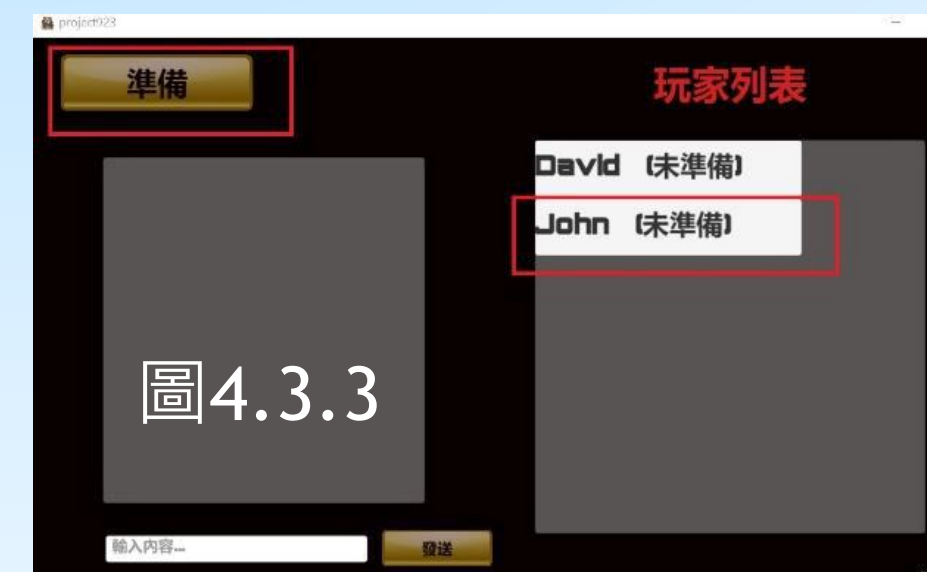 project923
準備
玩家列表
David (未準備)
John (未準備)
圖4.3.3
輸入內容...
發送